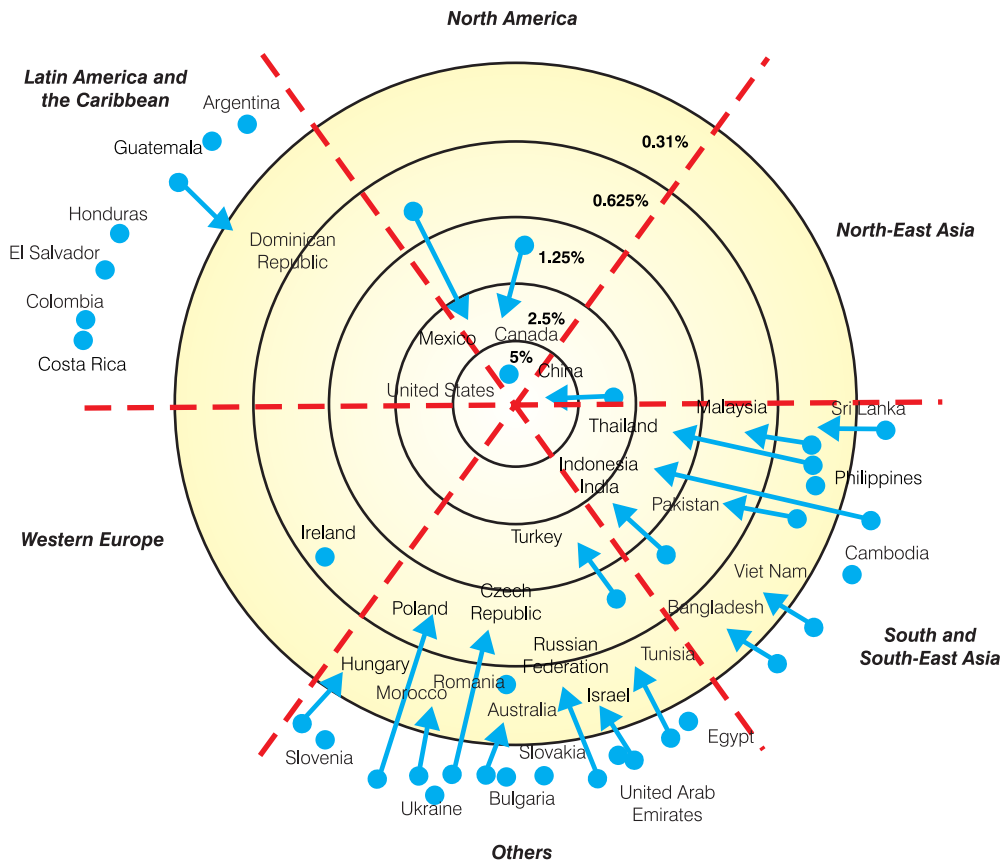 North America
Latin America and
the Caribbean
Argentina
Guatemala
0.31%
Honduras
0.625%
El Salvador
Dominican
Republic
North-East Asia
1.25%
Colombia
2.5%
Mexico
Canada
Costa Rica
5%
China
United States
Malaysia
Sri Lanka
Thailand
Indonesia
India
Philippines
Pakistan
Western Europe
Ireland
Turkey
Cambodia
Viet Nam
Czech
Republic
Poland
Bangladesh
South and
South-East Asia
Russian
Federation
Tunisia
Hungary
Romania
Morocco
Israel
Australia
Egypt
Slovenia
Slovakia
United Arab
Emirates
Bulgaria
Ukraine
Others